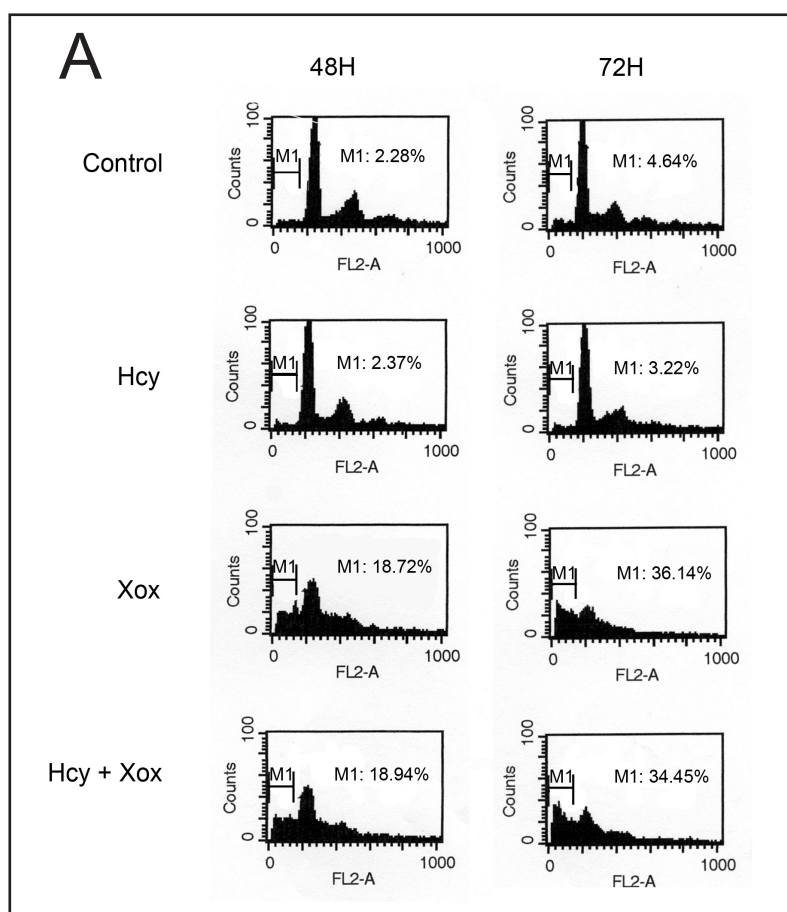 A
48H 72H
Control
100
Counts
0
M1
M1: 2.28%
0 1000
FL2-A
100
Counts
0
M1
M1: 4.64%
0 1000
FL2-A
Hcy
100
Counts
0
M1
M1: 2.37%
0 1000
FL2-A
100
Counts
0
M1
M1: 3.22%
0 1000
FL2-A
Xox
100
Counts
0
M1
M1: 18.72%
0 1000
FL2-A
100
Counts
0
M1
M1: 36.14%
0 1000
FL2-A
Hcy + Xox
100
Counts
0
M1
M1: 18.94%
0 1000
FL2-A
100
Counts
0
M1
M1: 34.45%
0 1000
FL2-A